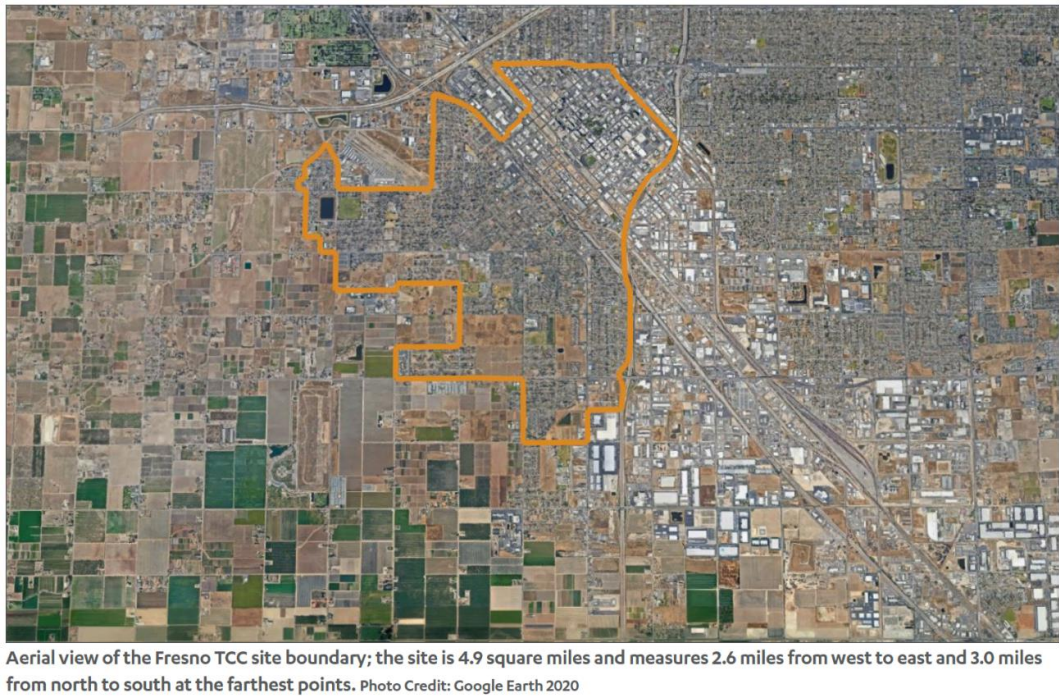 Aerial view of the Fresno TCC site boundary; the site is 4.9 square miles and measures 2.6 miles from west to east and 3.0 miles
from north to south at the farthest points. Photo Credit: Google Earth 2020